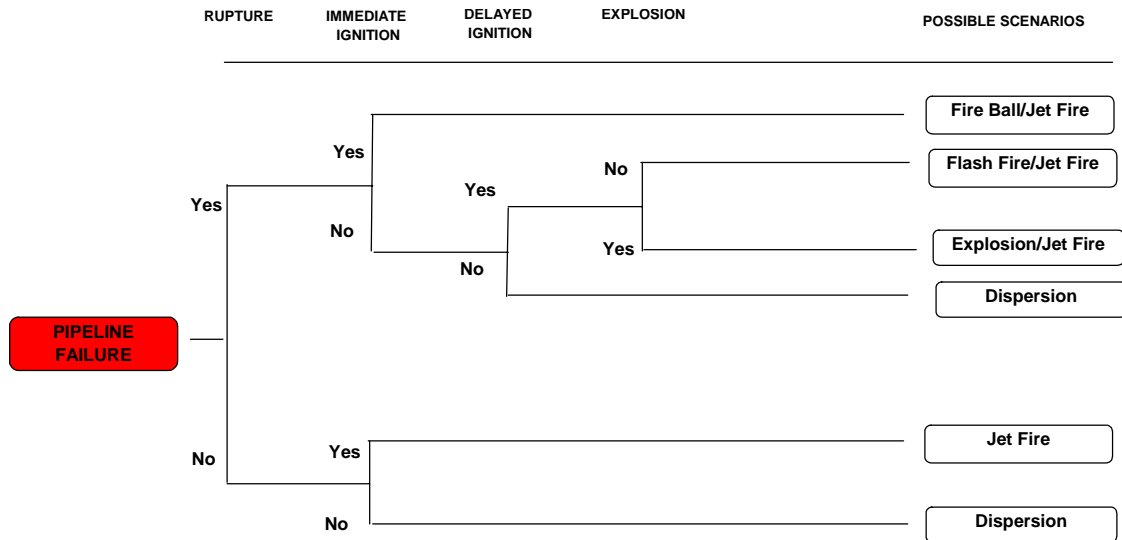 RUPTURE
IMMEDIATE
IGNITION
DELAYED
IGNITION
EXPLOSION
POSSIBLE SCENARIOS
Fire Ball/Jet Fire
Yes
No
Flash Fire/Jet Fire
Yes
Yes
No
Yes
Explosion/Jet Fire
No
Dispersion
PIPELINE
FAILURE
Jet Fire
Yes
No
Dispersion
No